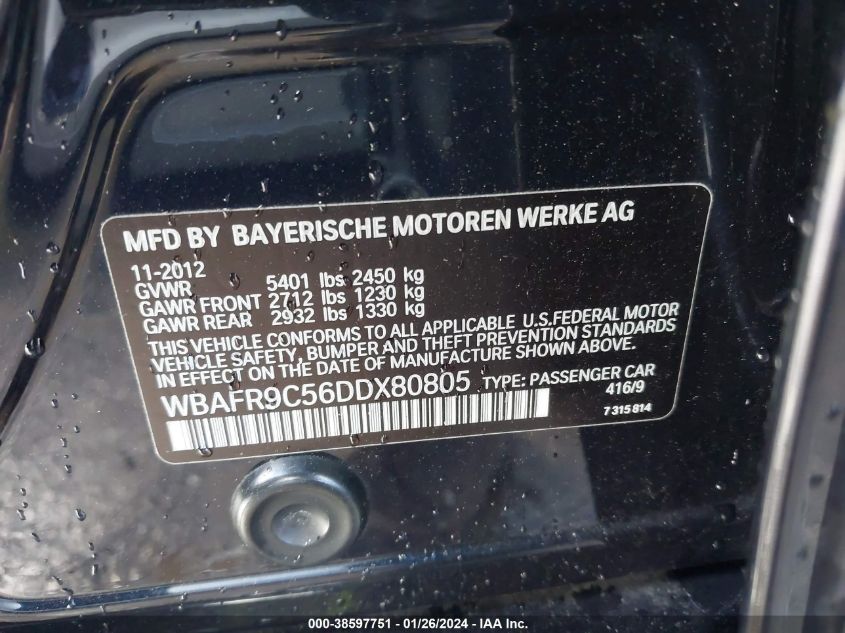 MFD BY BAYERISCHE MOTOREN WERKE AG
11-2012
GVWR 5401 lbs 2450 kg
GAWR FRONT 2712 lbs 1230 kg
GAWR REAR 2932 lbs 1330 kg
THIS VEHICLE CONFORMS TO ALL APPLICABLE U.S.FEDERAL MOTOR
VEHICLE SAFETY, BUMPER AND THEFT PREVENTION STANDARDS
IN EFFECT ON THE DATE OF MANUFACTURE SHOWN ABOVE.
WBAFR9C56DDX80805 TYPE: PASSENGER CAR
416/9
7 315 814
000-38597751 | 01/26/2024 - IAA Inc.